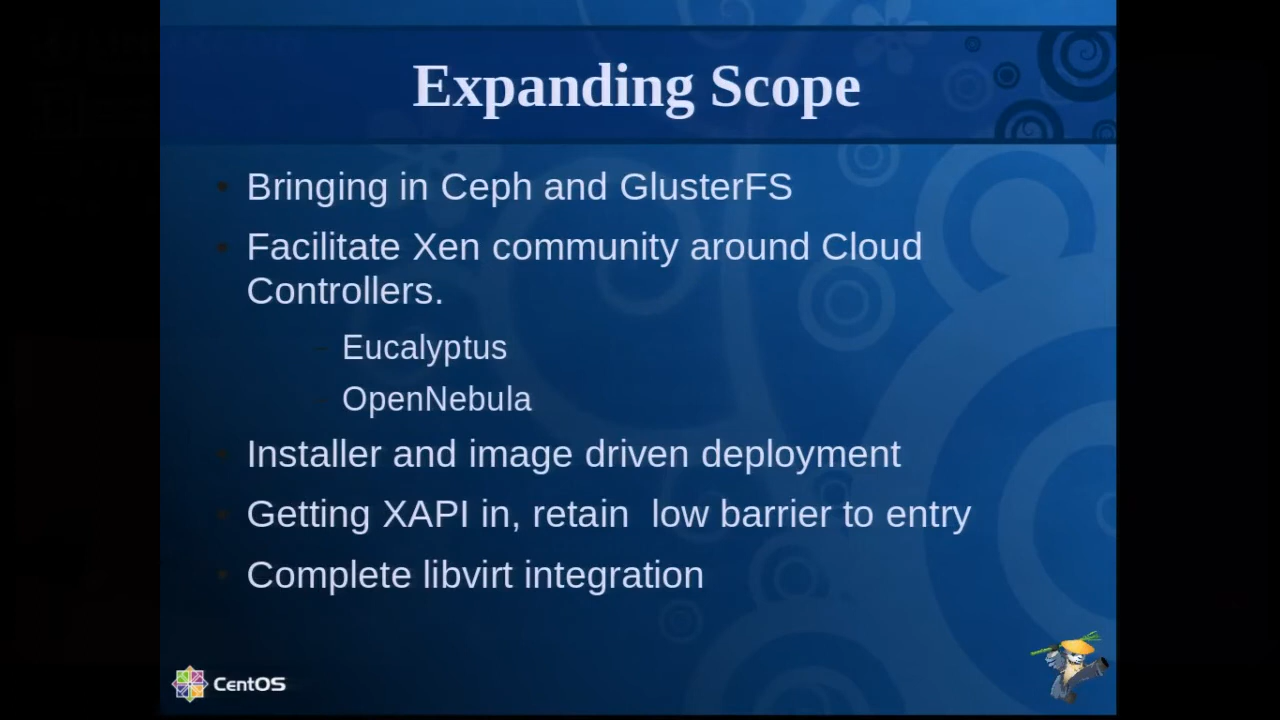 Expanding Scope
Bringing in Ceph and GlusterFS
Facilitate Xen community around Cloud
Controllers.
Eucalyptus
OpenNebula
Installer and image driven deployment
Getting XAPI in, retain  low barrier to entry
Complete libvirt integration
CentOS